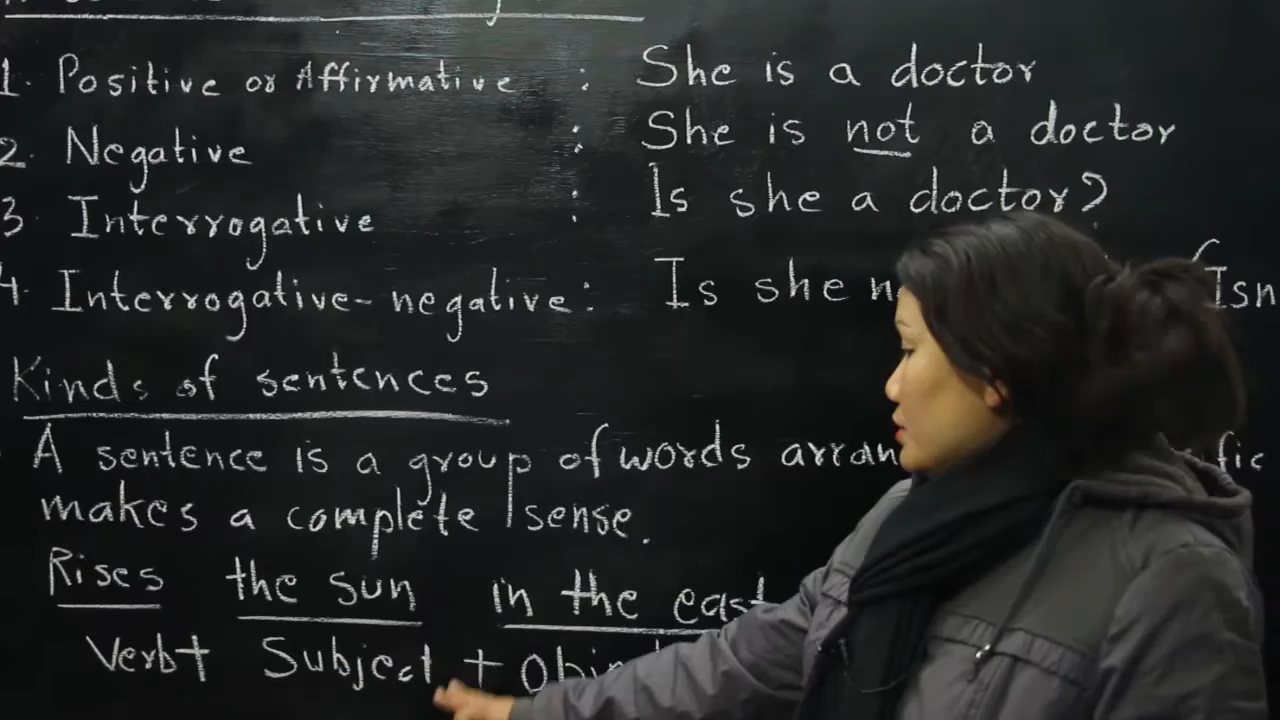 1. Positive or Affirmative : She is a doctor
2. Negative : She is not a doctor
3. Interrogative : Is she a doctor?
4. Interrogative-negative: Is she
Kinds of sentences
A sentence is a group of words
makes a complete sense.
Rises the sun in the east
Verb + Subject +